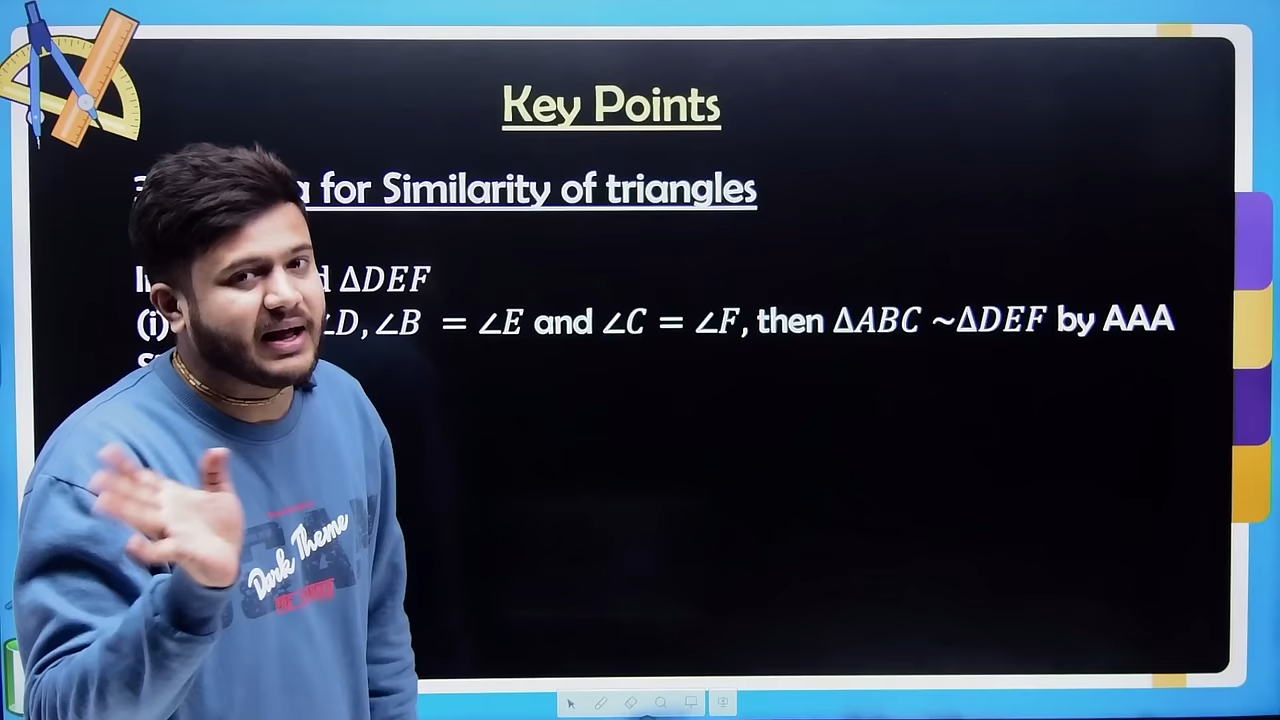 Key Points
for Similarity of triangles
ΔDEF
(i) ∠D, ∠B = ∠E and ∠C = ∠F, then ΔABC ~ΔDEF by AAA
Dark Theme